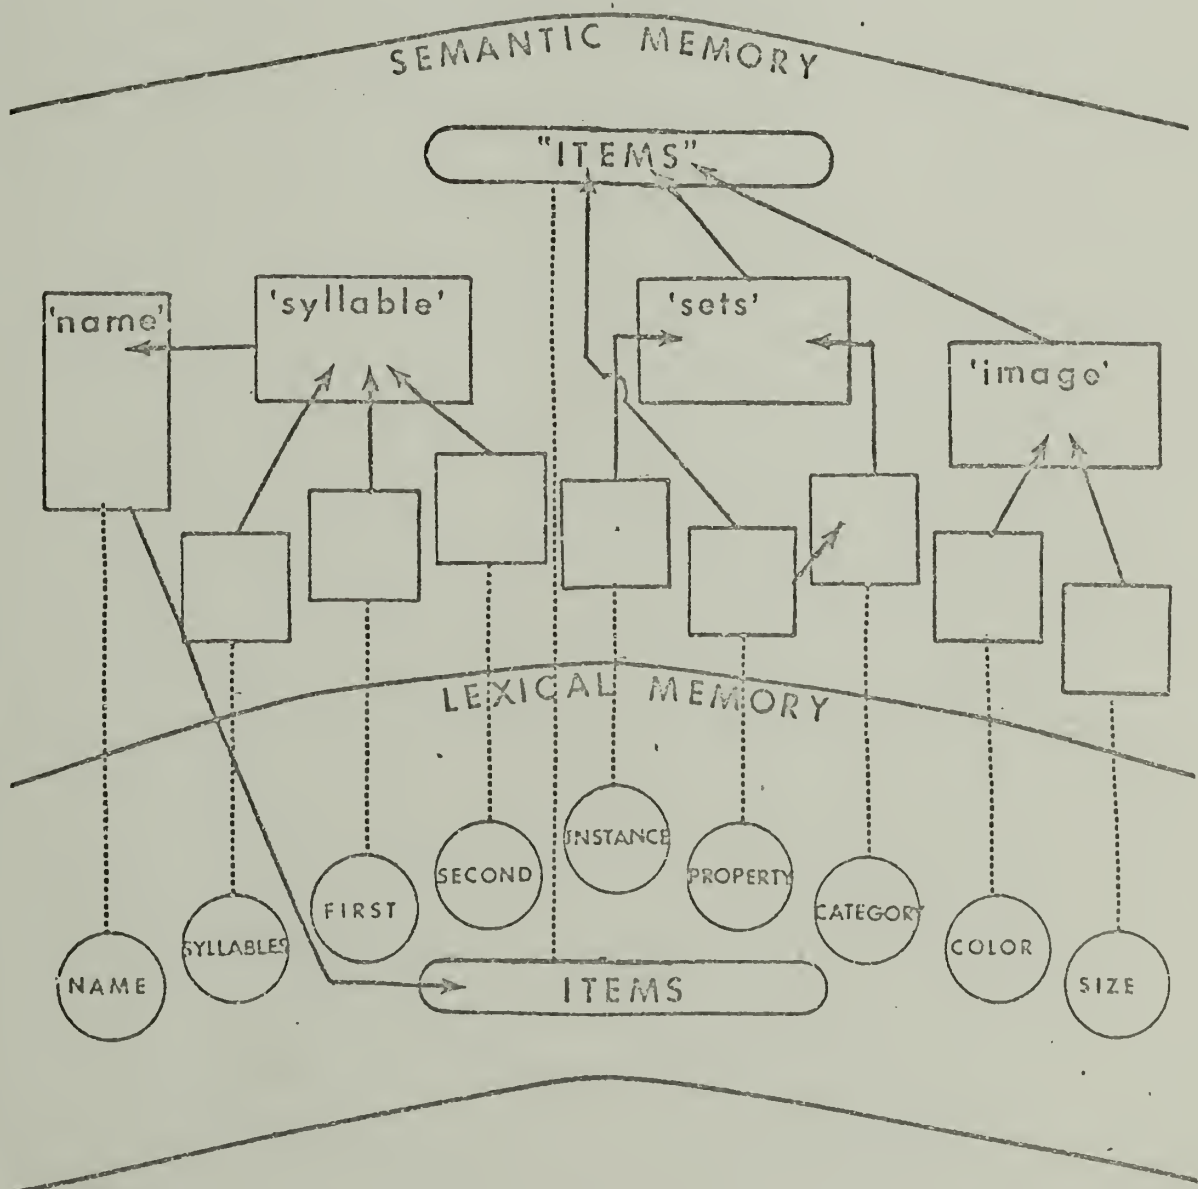 SEMANTIC MEMORY
"ITEMS"
'name'
'syllable'
'sets'
'image'
LEXICAL MEMORY
INSTANCE
SECOND
PROPERTY
FIRST
CATEGORY
SYLLABLES
COLOR
NAME
ITEMS
SIZE